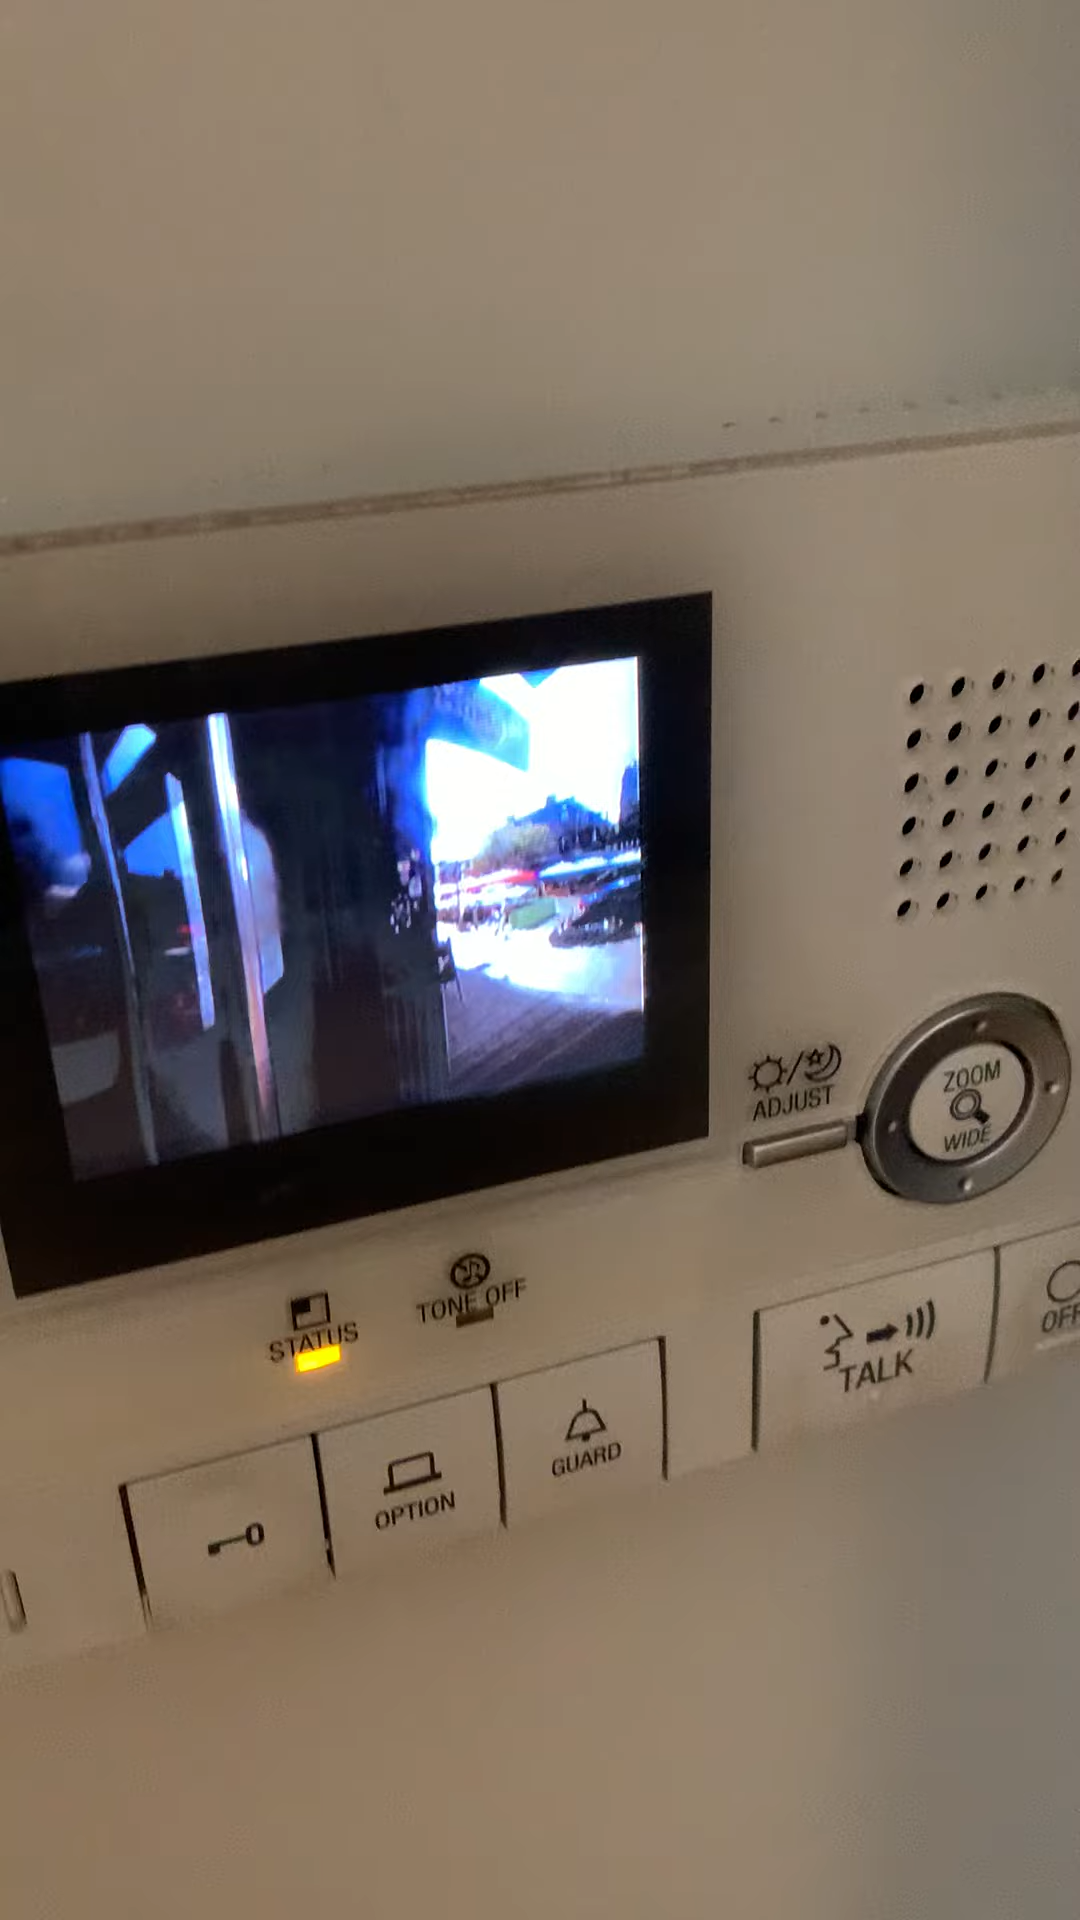 ZOOM
WIDE
ADJUST
STATUS
TONE OFF
TALK
OFF
OPTION
GUARD